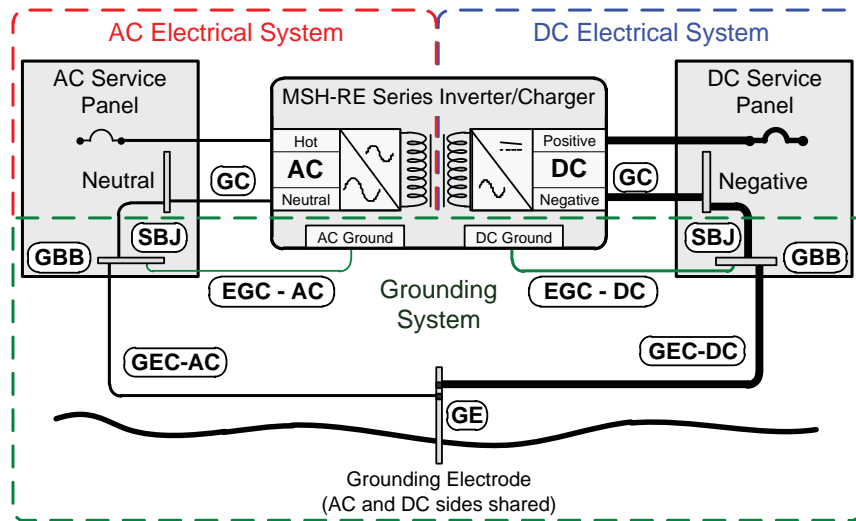 AC Electrical System
DC Electrical System
AC Service
Panel
MSH-RE Series Inverter/Charger
DC Service
Panel
Hot
AC
Neutral
Positive
DC
Negative
Neutral
GC
GC
Negative
SBJ
AC Ground
DC Ground
SBJ
GBB
GBB
EGC - AC
EGC - DC
Grounding
System
GEC-AC
GEC-DC
GE
Grounding Electrode
(AC and DC sides shared)